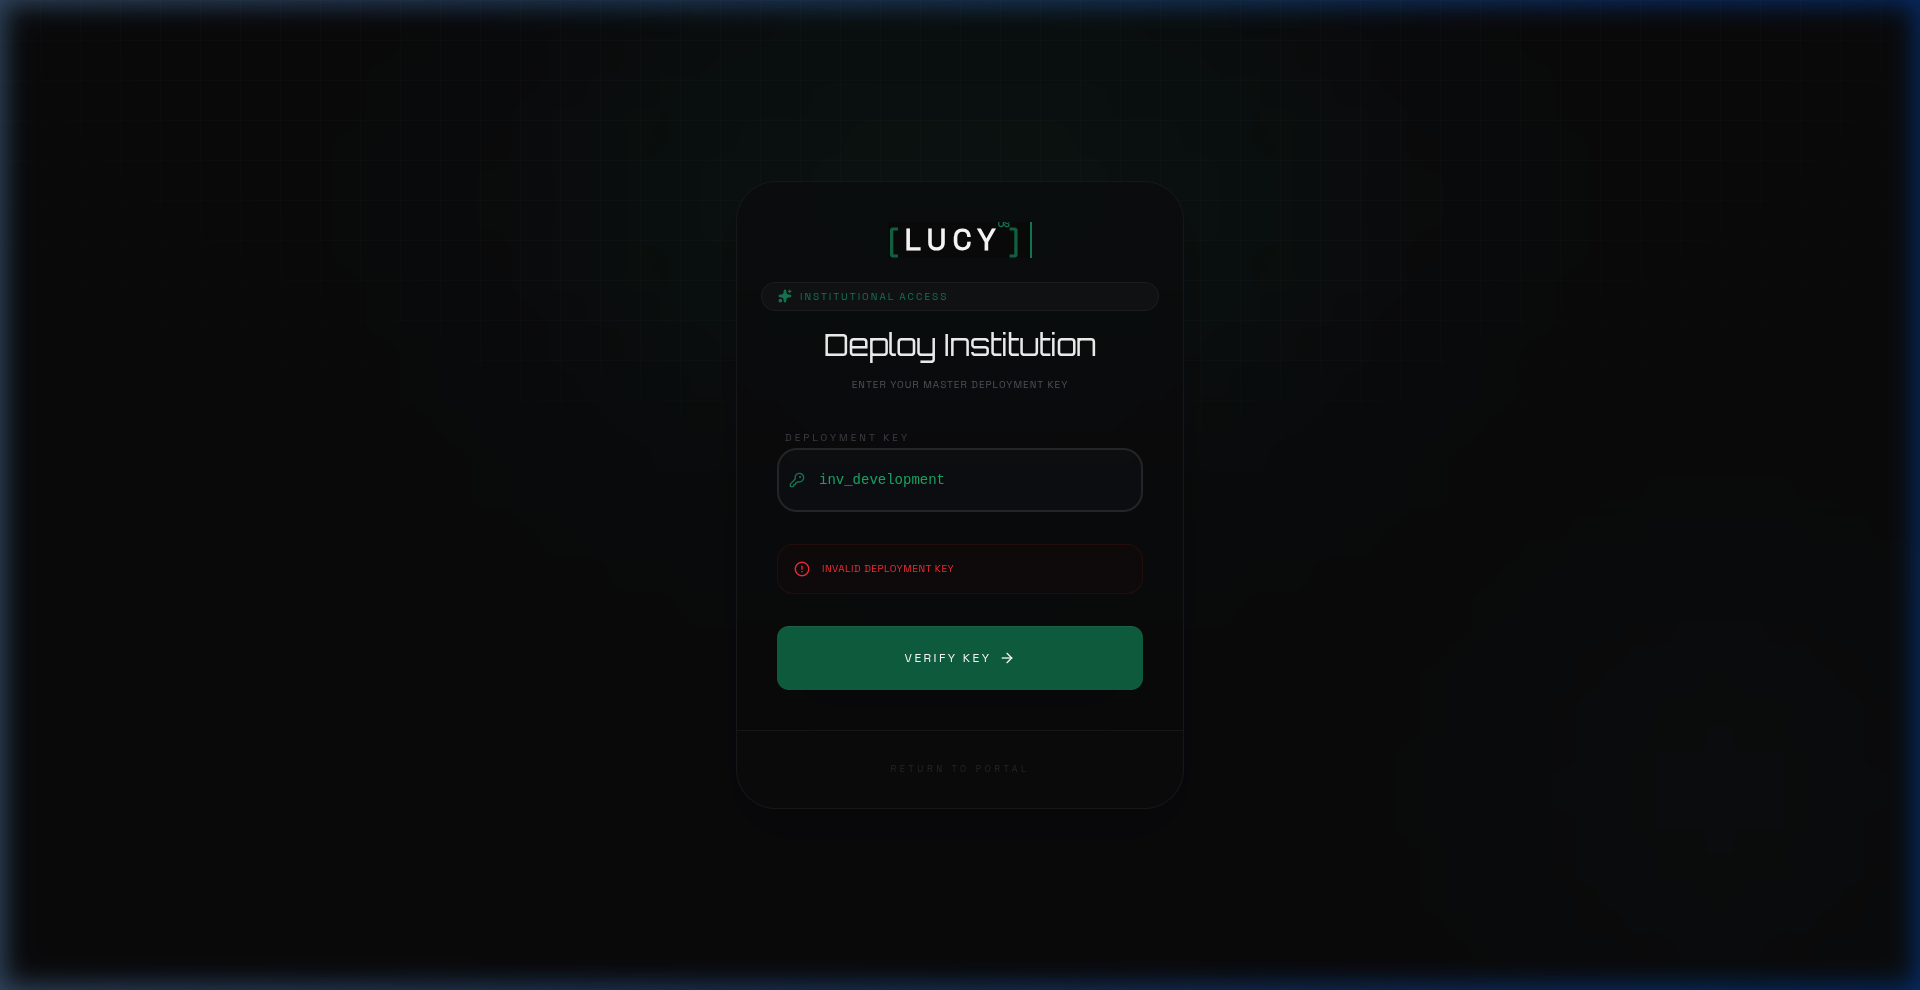 [LUCY OS]
INSTITUTIONAL ACCESS
Deploy Institution
ENTER YOUR MASTER DEPLOYMENT KEY
DEPLOYMENT KEY
inv_development
INVALID DEPLOYMENT KEY
VERIFY KEY
RETURN TO PORTAL